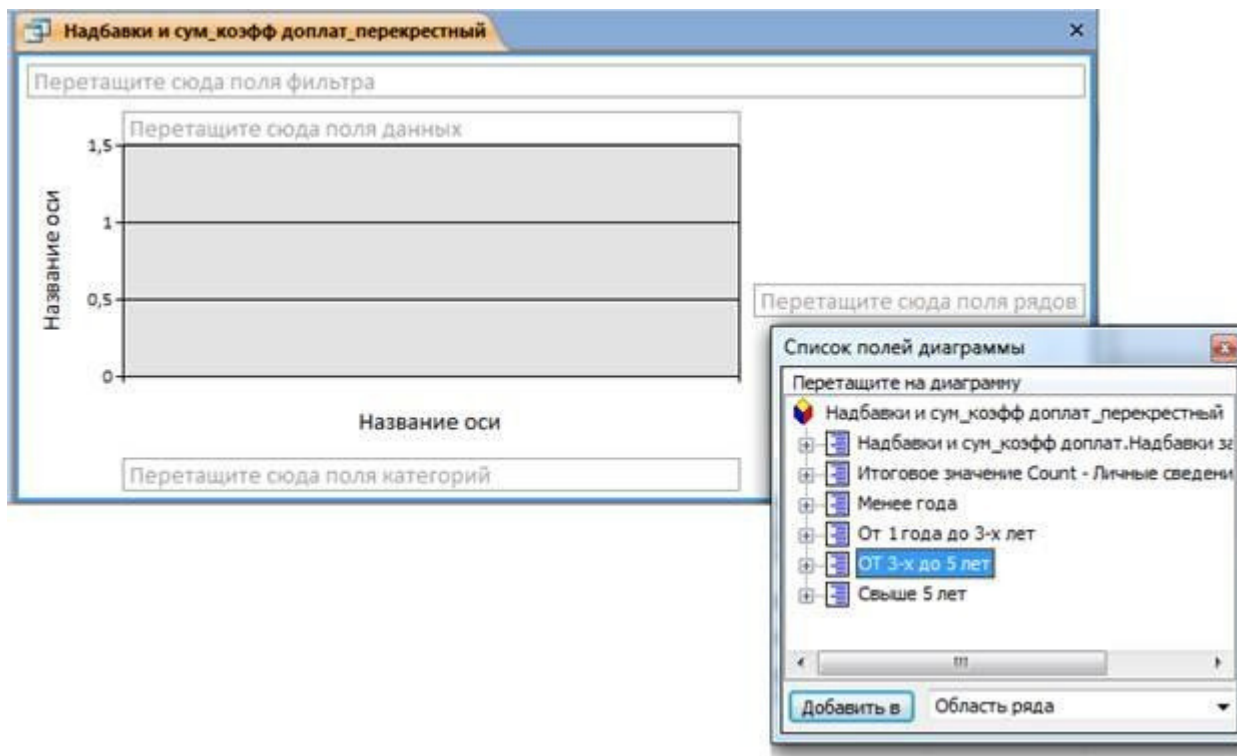 Надбавки и сум_коэфф доплат_перекрестный
Перетащите сюда поля фильтра
Перетащите сюда поля данных
1,5
1
0,5
0
Название оси
Перетащите сюда поля рядов
Название оси
Перетащите сюда поля категорий
Список полей диаграммы
Перетащите на диаграмму
Надбавки и сум_коэфф доплат_перекрестный
Надбавки и сум_коэфф доплат.Надбавки за
Итоговое значение Count - Личные сведени
Менее года
От 1 года до 3-х лет
ОТ 3-х до 5 лет
Свыше 5 лет
Добавить в
Область ряда